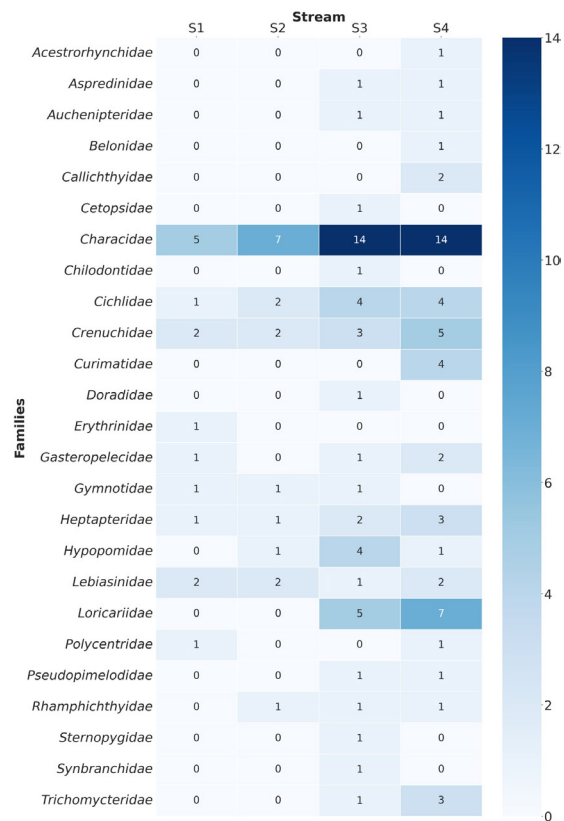 Stream
S1 S2 S3 S4
Acestrorhynchidae 0 0 0 1
Aspredinidae 0 0 1 1
Auchenipteridae 0 0 1 1
Belonidae 0 0 0 1
Callichthyidae 0 0 0 2
Cetopsidae 0 0 1 0
Characidae 5 7 14 14
Chilodontidae 0 0 1 0
Cichlidae 1 2 4 4
Crenuchidae 2 2 3 5
Curimatidae 0 0 0 4
Doradidae 0 0 1 0
Erythrinidae 1 0 0 0
Gasteropelecidae 1 0 1 2
Gymnotidae 1 1 1 0
Heptapteridae 1 1 2 3
Hypopomidae 0 1 4 1
Lebiasinidae 2 2 1 2
Loricariidae 0 0 5 7
Polycentridae 1 0 0 1
Pseudopimelodidae 0 0 1 1
Rhamphichthyidae 0 1 1 1
Sternopygidae 0 0 1 0
Synbranchidae 0 0 1 0
Trichomycteridae 0 0 1 3
Families
14
12
10
8
6
4
2
0